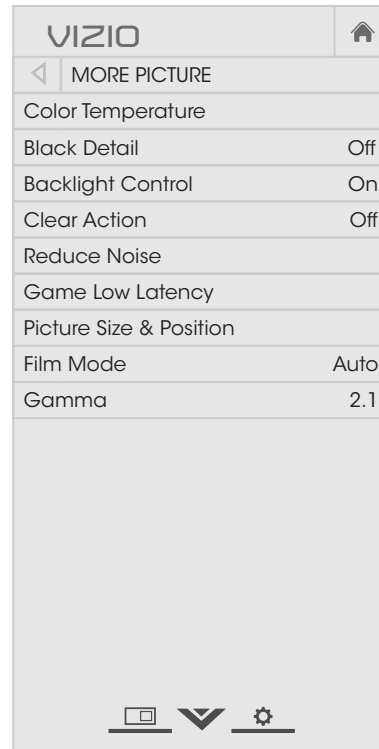 VIZIO
MORE PICTURE
Color Temperature
Black Detail Off
Backlight Control On
Clear Action Off
Reduce Noise
Game Low Latency
Picture Size & Position
Film Mode Auto
Gamma 2.1